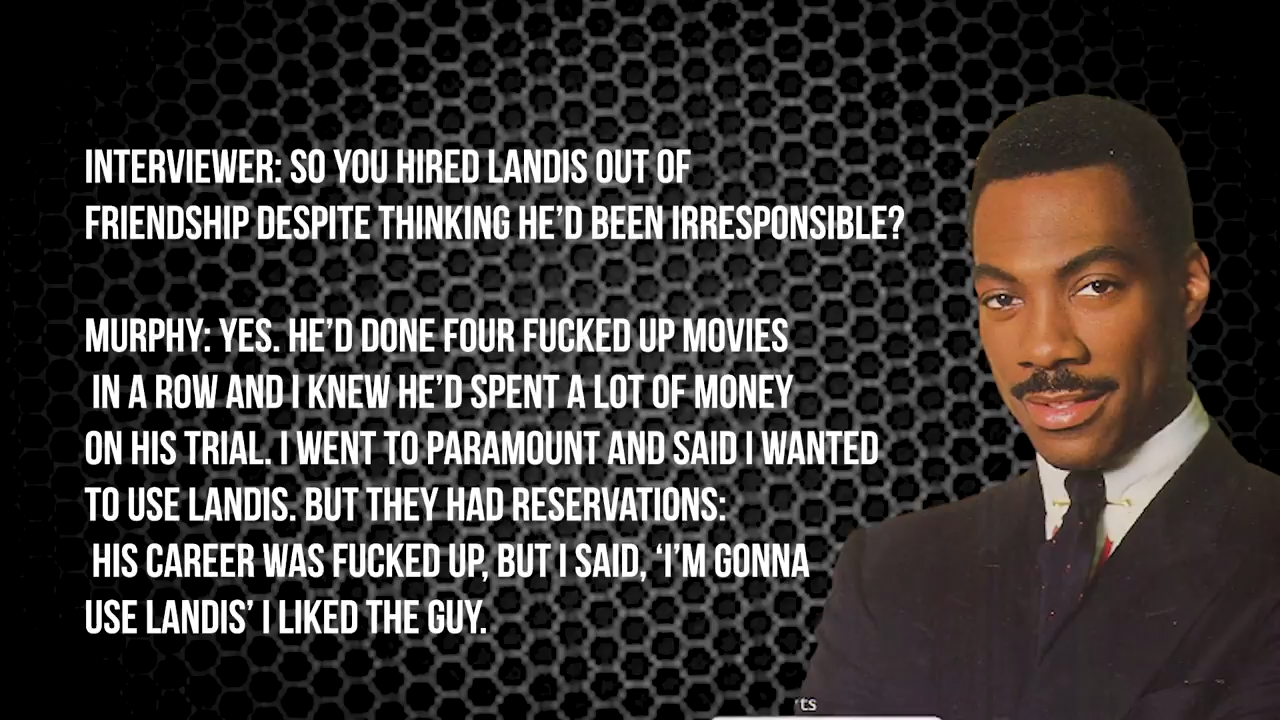 INTERVIEWER: SO YOU HIRED LANDIS OUT OF
FRIENDSHIP DESPITE THINKING HE'D BEEN IRRESPONSIBLE?
MURPHY: YES. HE'D DONE FOUR FUCKED UP MOVIES
IN A ROW AND I KNEW HE'D SPENT A LOT OF MONEY
ON HIS TRIAL. I WENT TO PARAMOUNT AND SAID I WANTED
TO USE LANDIS. BUT THEY HAD RESERVATIONS:
HIS CAREER WAS FUCKED UP, BUT I SAID, ‘I’M GONNA
USE LANDIS’ I LIKED THE GUY.
ts